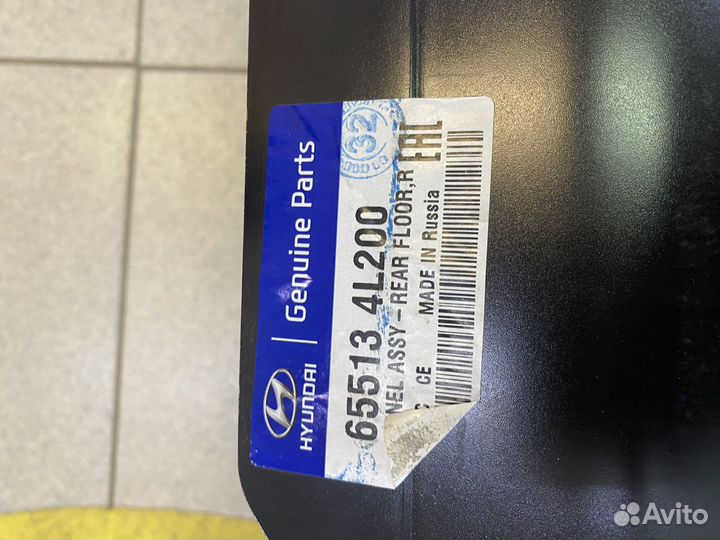 HYUNDAI
Genuine Parts
65513 4L200
32
NEL ASSY-REAR FLOOR,R
CE MADE IN Russia
EAC
Avito